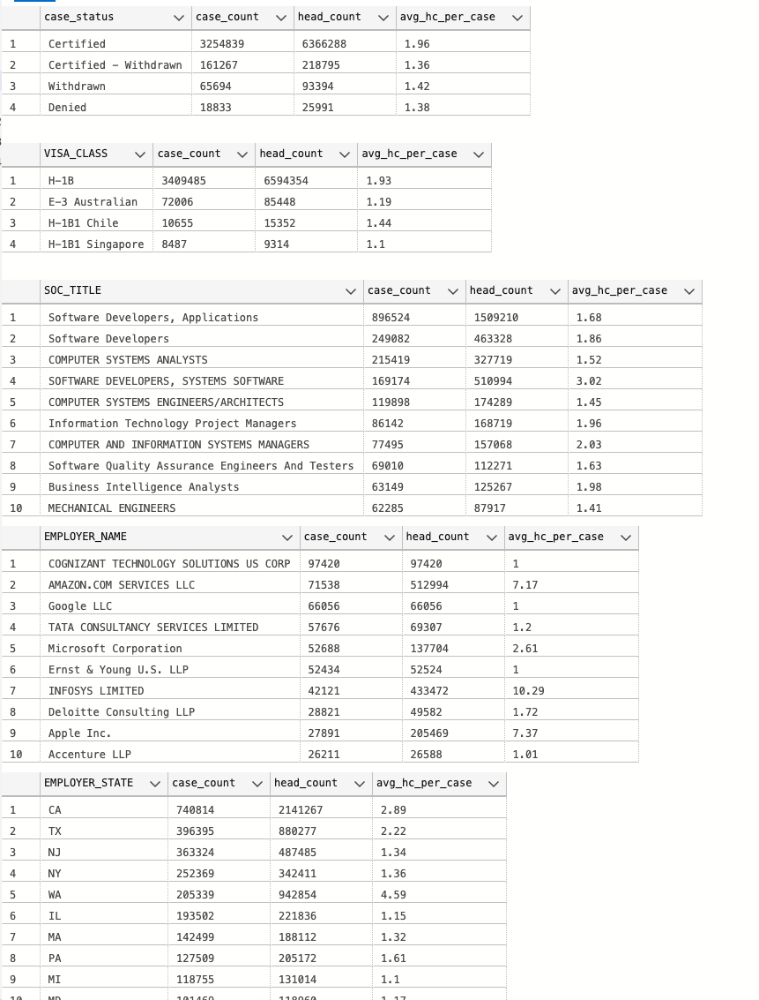 case_status case_count head_count avg_hc_per_case
1 Certified 3254839 6366288 1.96
2 Certified - Withdrawn 161267 218795 1.36
3 Withdrawn 65694 93394 1.42
4 Denied 18833 25991 1.38
VISA_CLASS case_count head_count avg_hc_per_case
1 H-1B 3409485 6594354 1.93
2 E-3 Australian 72006 85448 1.19
3 H-1B1 Chile 10655 15352 1.44
4 H-1B1 Singapore 8487 9314 1.1
SOC_TITLE case_count head_count avg_hc_per_case
1 Software Developers, Applications 896524 1509210 1.68
2 Software Developers 249082 463328 1.86
3 COMPUTER SYSTEMS ANALYSTS 215419 327719 1.52
4 SOFTWARE DEVELOPERS, SYSTEMS SOFTWARE 169174 510994 3.02
5 COMPUTER SYSTEMS ENGINEERS/ARCHITECTS 119898 174289 1.45
6 Information Technology Project Managers 86142 168719 1.96
7 COMPUTER AND INFORMATION SYSTEMS MANAGERS 77495 157068 2.03
8 Software Quality Assurance Engineers And Testers 69010 112271 1.63
9 Business Intelligence Analysts 63149 125267 1.98
10 MECHANICAL ENGINEERS 62285 87917 1.41
EMPLOYER_NAME case_count head_count avg_hc_per_case
1 COGNIZANT TECHNOLOGY SOLUTIONS US CORP 97420 97420 1
2 AMAZON.COM SERVICES LLC 71538 512994 7.17
3 Google LLC 66056 66056 1
4 TATA CONSULTANCY SERVICES LIMITED 57676 69307 1.2
5 Microsoft Corporation 52688 137704 2.61
6 Ernst & Young U.S. LLP 52434 52524 1
7 INFOSYS LIMITED 42121 433472 10.29
8 Deloitte Consulting LLP 28821 49582 1.72
9 Apple Inc. 27891 205469 7.37
10 Accenture LLP 26211 26588 1.01
EMPLOYER_STATE case_count head_count avg_hc_per_case
1 CA 740814 2141267 2.89
2 TX 396395 880277 2.22
3 NJ 363324 487485 1.34
4 NY 252369 342411 1.36
5 WA 205339 942854 4.59
6 IL 193502 221836 1.15
7 MA 142499 188112 1.32
8 PA 127509 205172 1.61
9 MI 118755 131014 1.1
10 MD